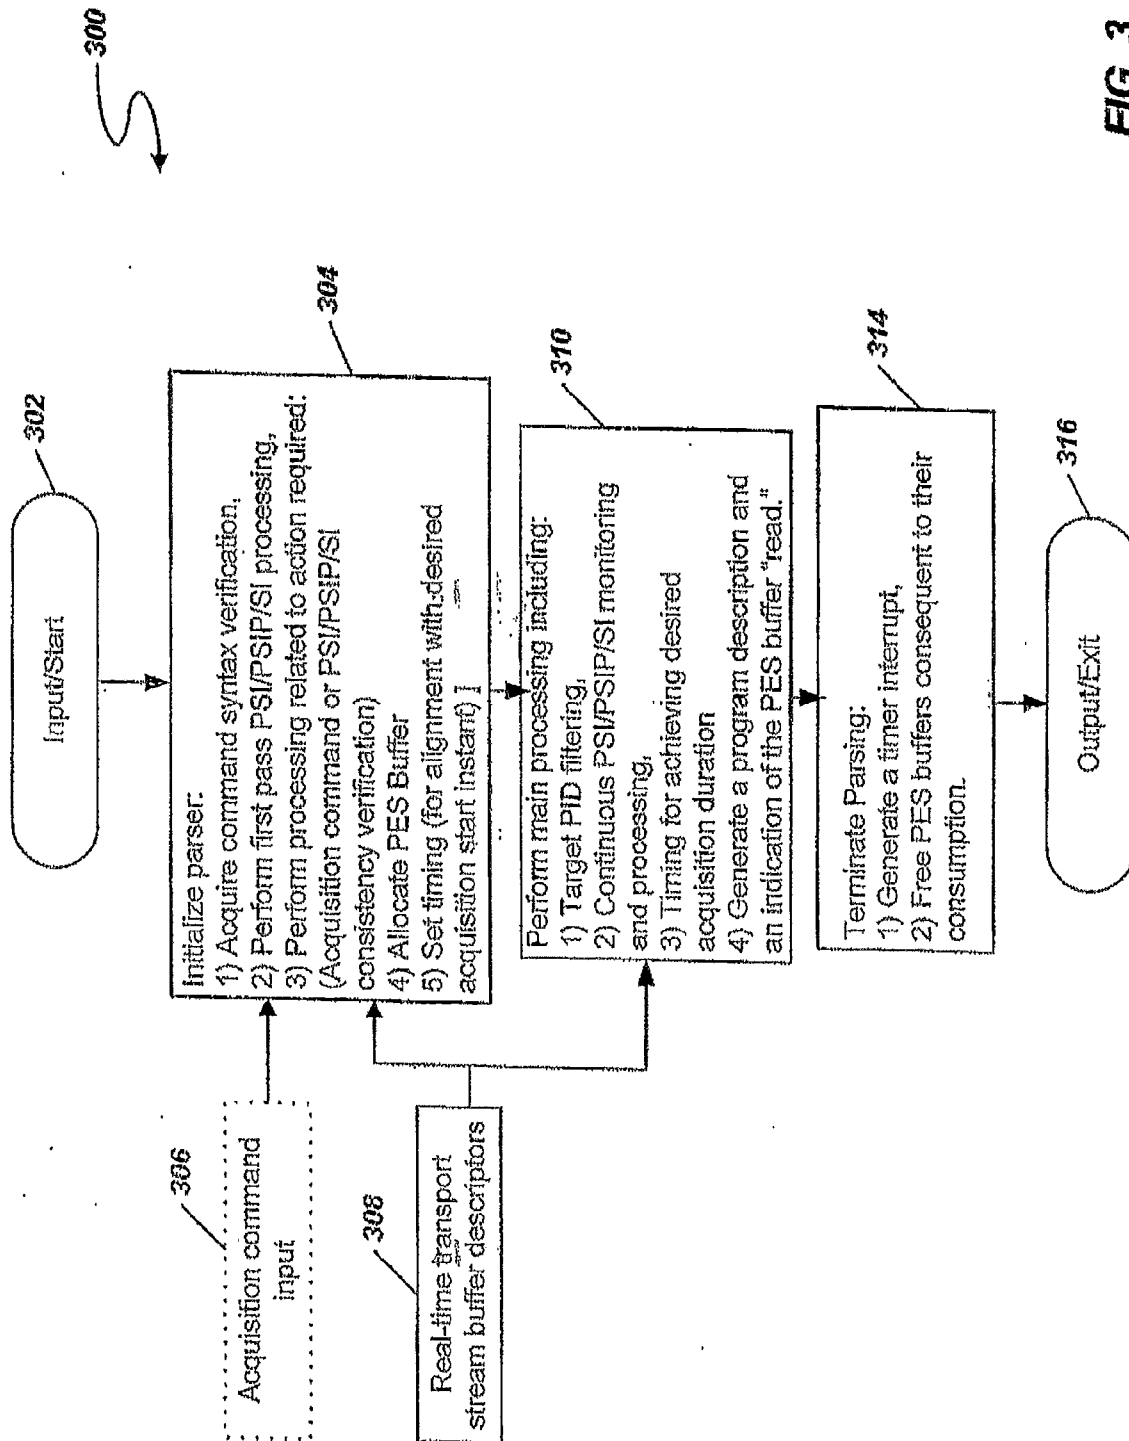 300
302
Input/Start
304
Initialize parser:
1) Acquire command syntax verification,
2) Perform first pass PSI/PSIP/SI processing,
3) Perform processing related to action required:
(Acquisition command or PSI/PSIP/SI
consistency verification)
4) Allocate PES Buffer
5) Set timing (for alignment with desired
acquisition start instant) ]
306
Acquisition command
input
308
Real-time transport
stream buffer descriptors
310
Perform main processing including:
1) Target PID filtering,
2) Continuous PSI/PSIP/SI monitoring
and processing,
3) Timing for achieving desired
acquisition duration
4) Generate a program description and
an indication of the PES buffer "read."
314
Terminate Parsing:
1) Generate a timer interrupt,
2) Free PES buffers consequent to their
consumption.
316
Output/Exit
FIG. 3